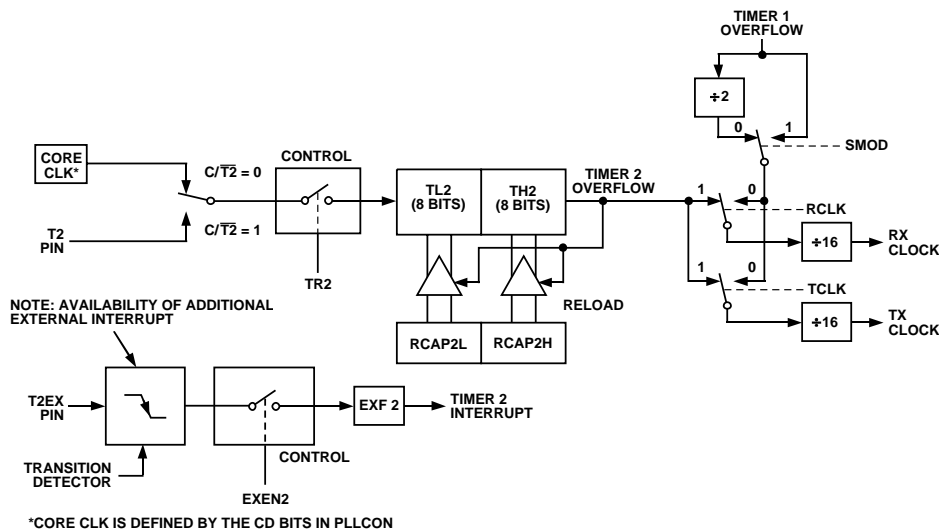 TIMER 1
OVERFLOW
÷2
0
1
SMOD
CORE
CLK*
C/T2̅ = 0
CONTROL
T2
PIN
C/T2̅ = 1
TR2
TL2
(8 BITS)
TH2
(8 BITS)
TIMER 2
OVERFLOW
RELOAD
RCAP2L
RCAP2H
1
0
RCLK
÷16
RX
CLOCK
1
0
TCLK
÷16
TX
CLOCK
NOTE: AVAILABILITY OF ADDITIONAL
EXTERNAL INTERRUPT
T2EX
PIN
TRANSITION
DETECTOR
CONTROL
EXEN2
EXF 2
TIMER 2
INTERRUPT
*CORE CLK IS DEFINED BY THE CD BITS IN PLLCON